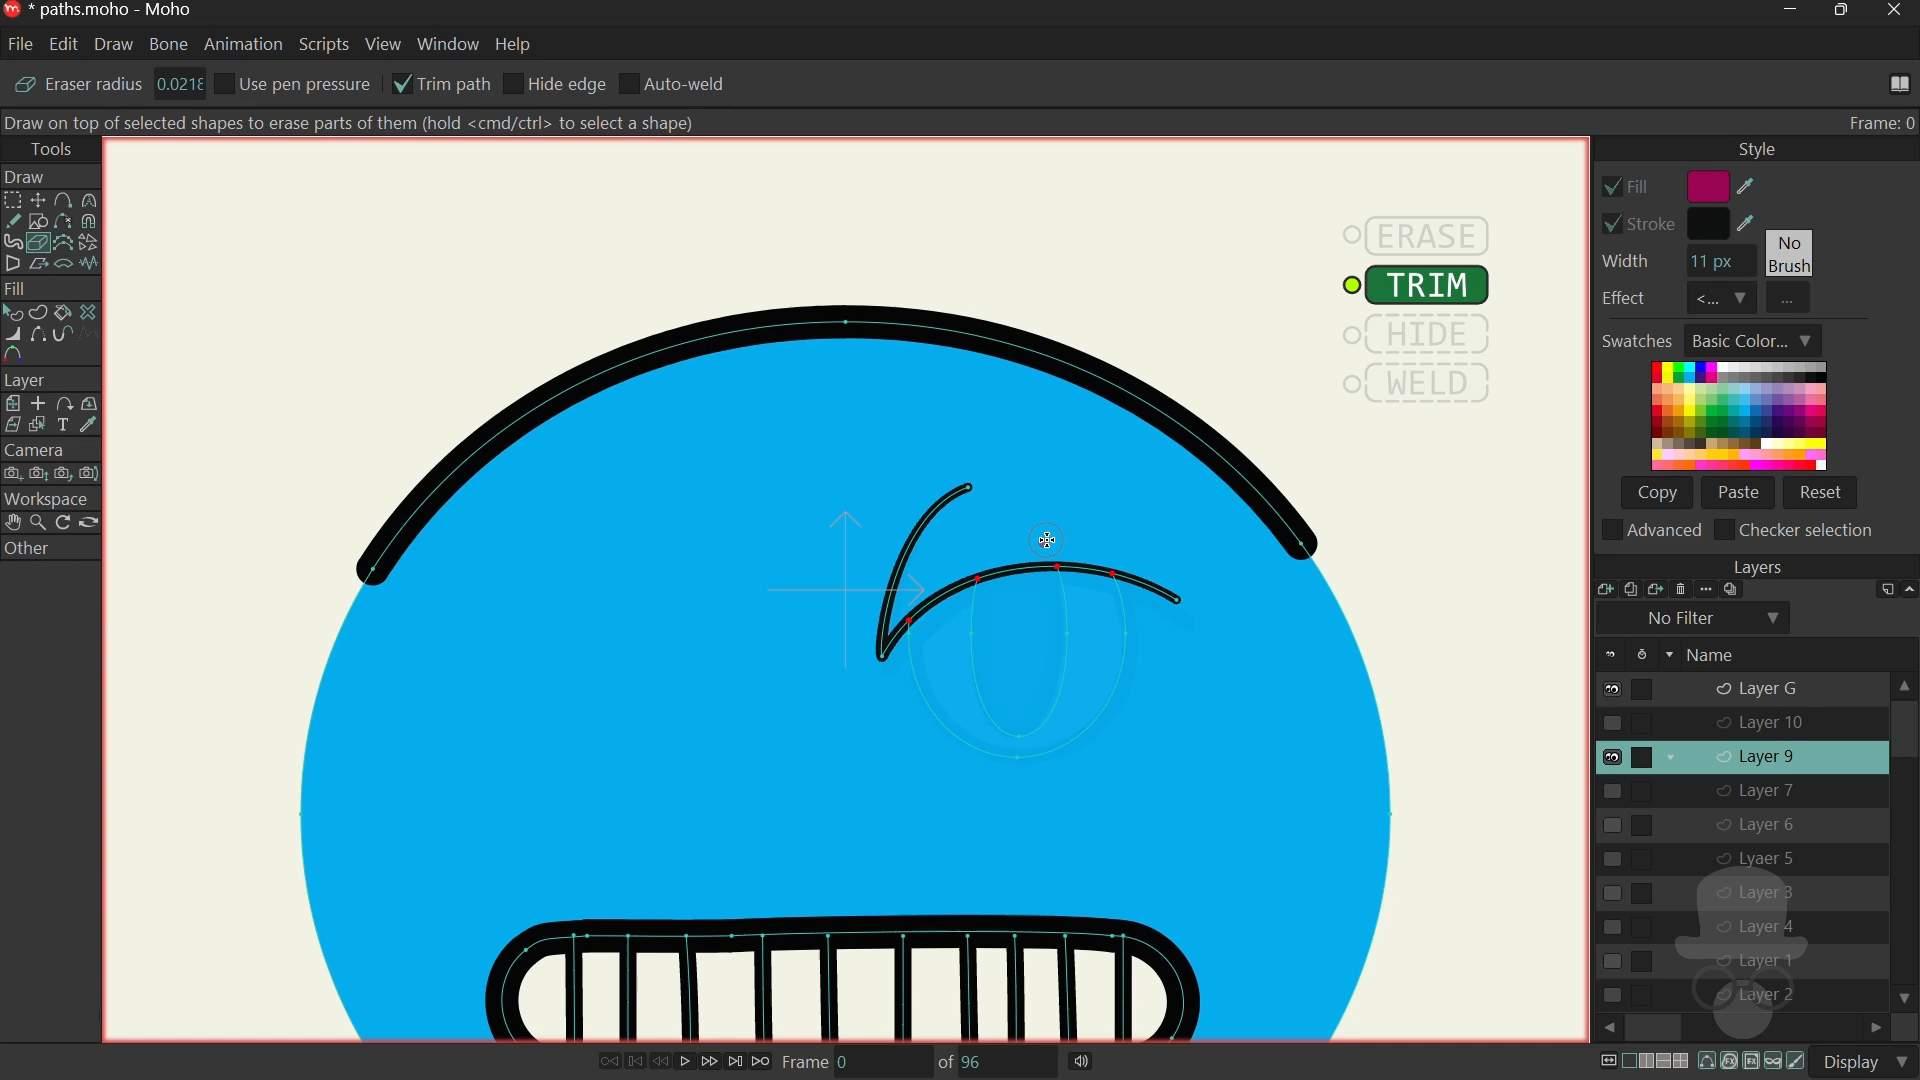 * paths.moho - Moho
File Edit Draw Bone Animation Scripts View Window Help
Eraser radius 0.0218 Use pen pressure Trim path Hide edge Auto-weld
Draw on top of selected shapes to erase parts of them (hold <cmd/ctrl> to select a shape) Frame: 0
Tools
Draw
Fill
Layer
Camera
Workspace
Other
ERASE
TRIM
HIDE
WELD
Style
Fill
Stroke
Width 11 px
No Brush
Effect <... ...
Swatches Basic Color...
Copy Paste Reset
Advanced Checker selection
Layers
No Filter
Name
Layer G
Layer 10
Layer 9
Layer 7
Layer 6
Lyaer 5
Layer 3
Layer 4
Layer 1
Layer 2
Frame 0 of 96
Display